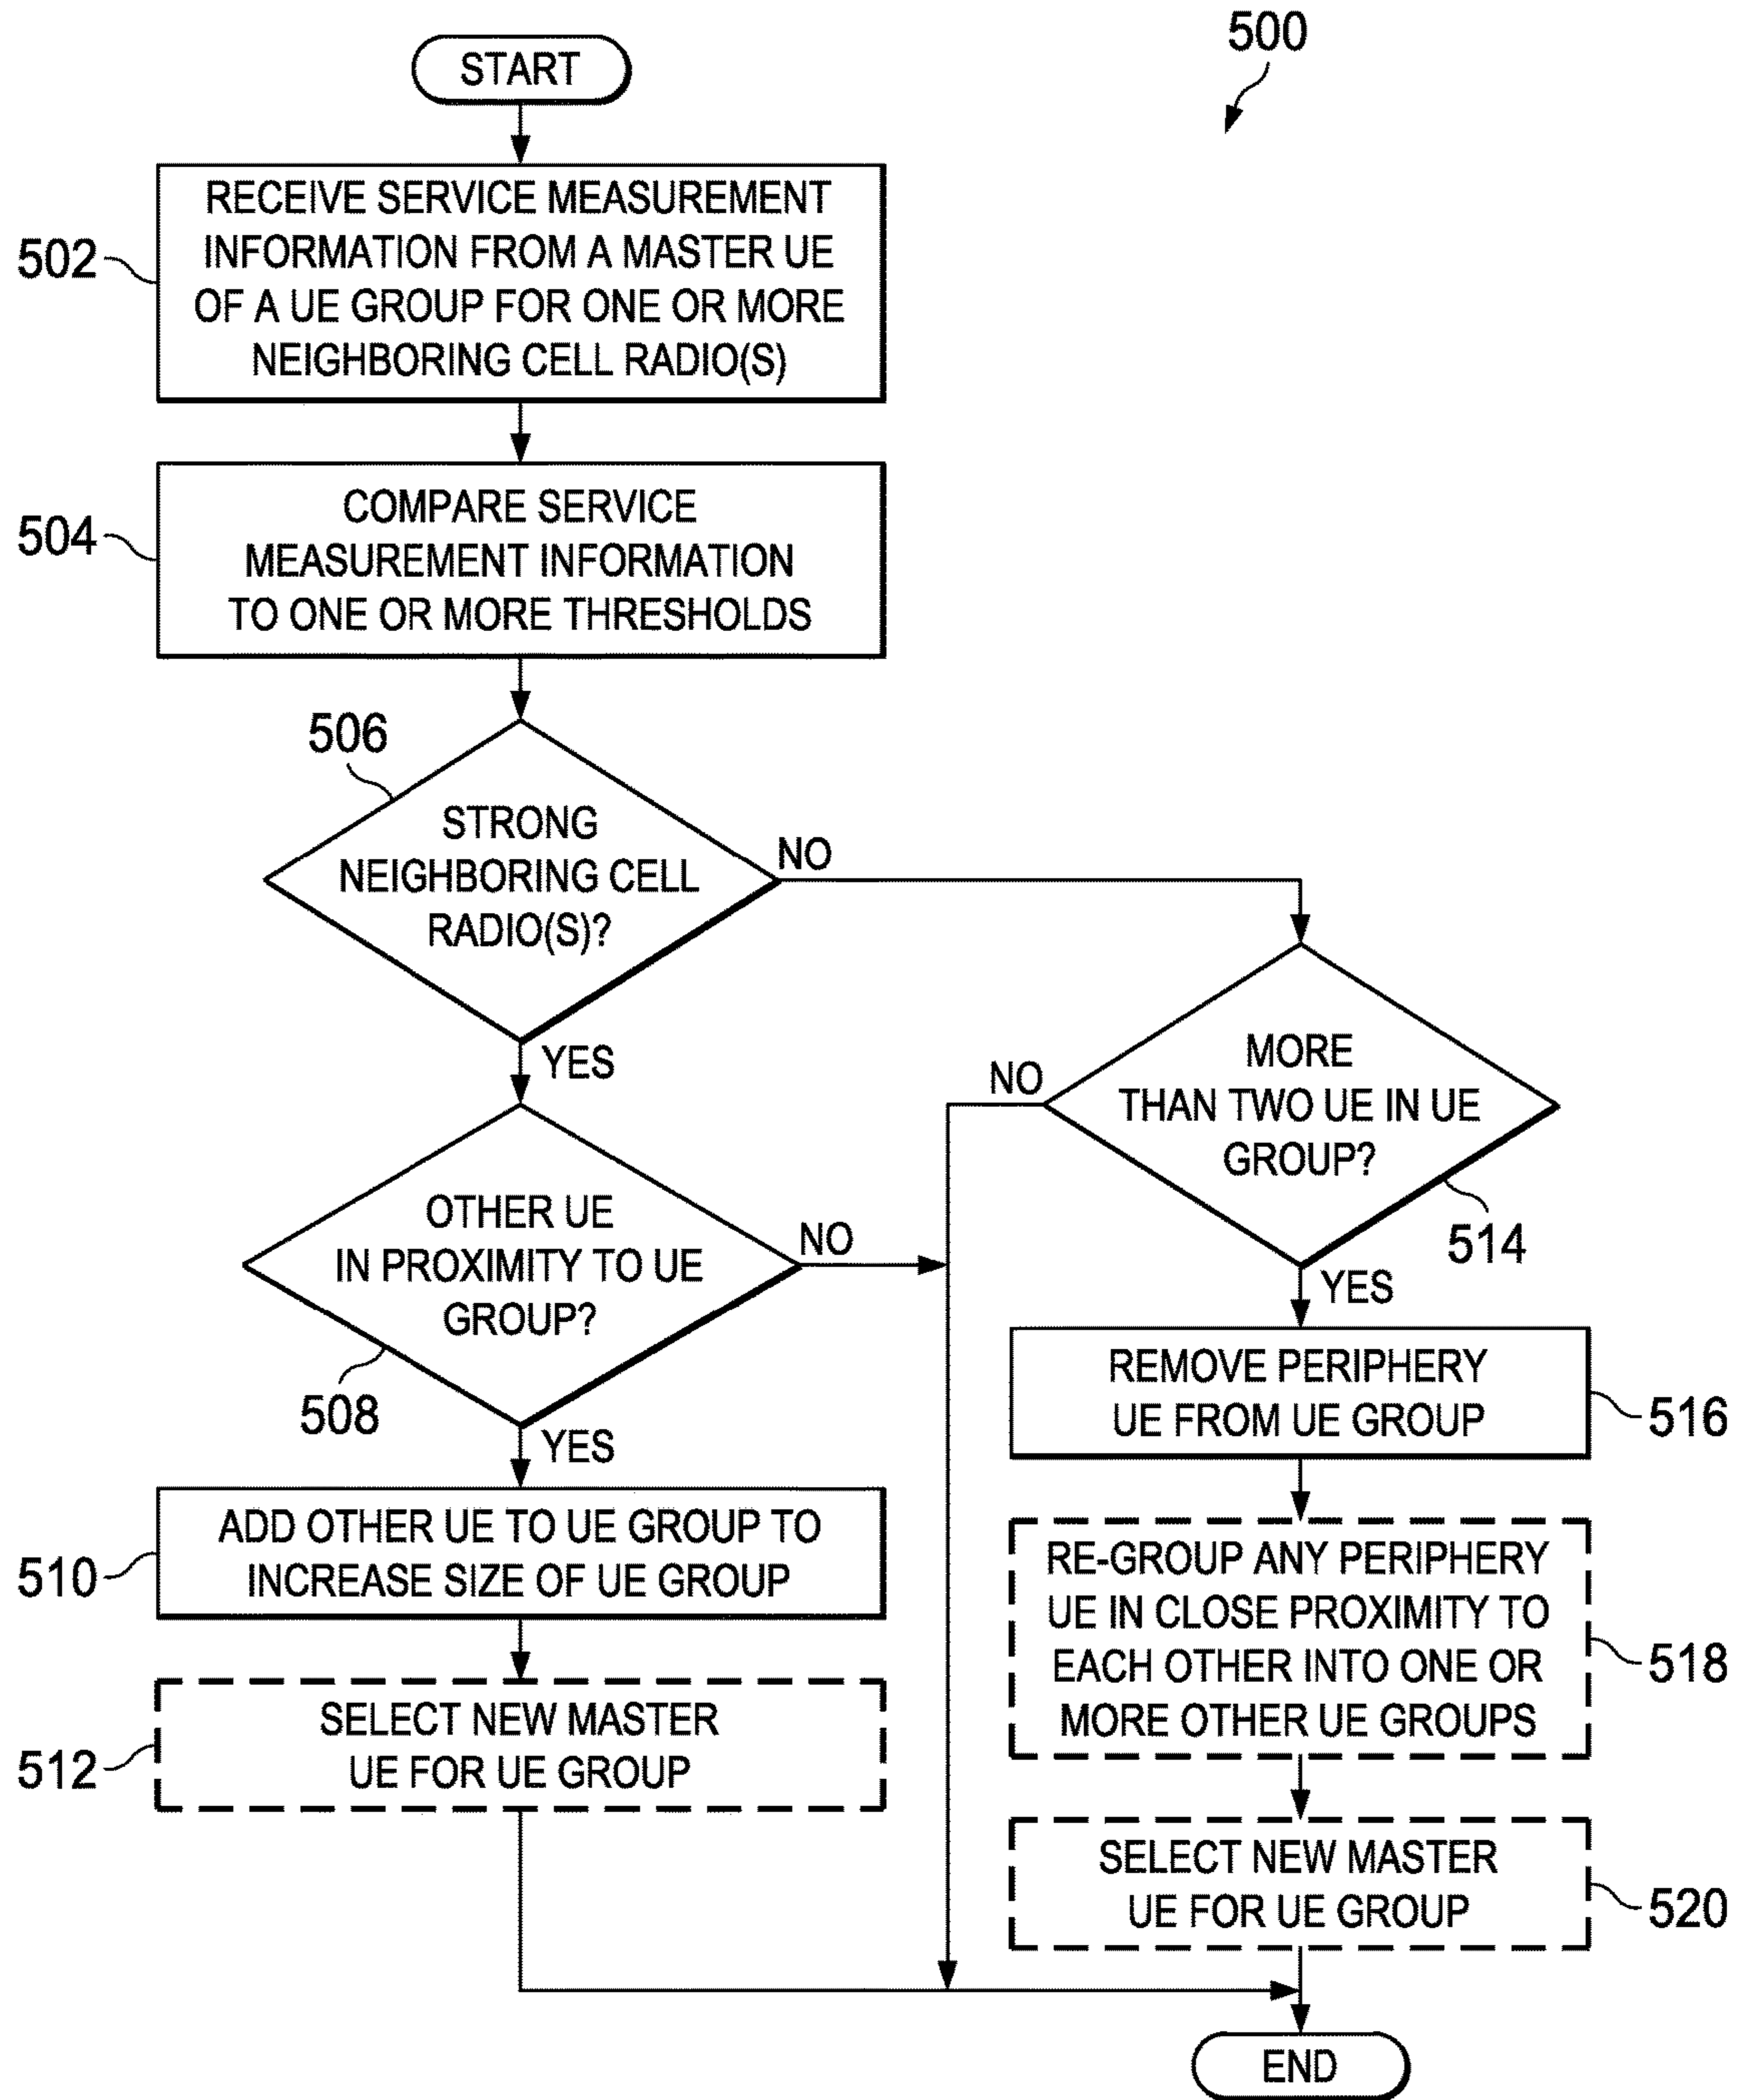 500
START
502
RECEIVE SERVICE MEASUREMENT
INFORMATION FROM A MASTER UE
OF A UE GROUP FOR ONE OR MORE
NEIGHBORING CELL RADIO(S)
504
COMPARE SERVICE
MEASUREMENT INFORMATION
TO ONE OR MORE THRESHOLDS
506
STRONG
NEIGHBORING CELL
RADIO(S)?
NO
YES
508
OTHER UE
IN PROXIMITY TO UE
GROUP?
NO
YES
510
ADD OTHER UE TO UE GROUP TO
INCREASE SIZE OF UE GROUP
512
SELECT NEW MASTER
UE FOR UE GROUP
514
MORE
THAN TWO UE IN UE
GROUP?
NO
YES
REMOVE PERIPHERY
UE FROM UE GROUP
516
RE-GROUP ANY PERIPHERY
UE IN CLOSE PROXIMITY TO
EACH OTHER INTO ONE OR
MORE OTHER UE GROUPS
518
SELECT NEW MASTER
UE FOR UE GROUP
520
END